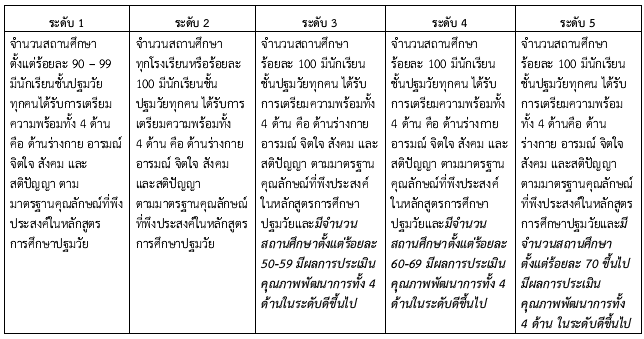 ระดับ 1
จำนวนสถานศึกษา
ตั้งแต่ร้อยละ 90 – 99
มีนักเรียนชั้นปฐมวัย
ทุกคนได้รับการเตรียม
ความพร้อมทั้ง 4 ด้าน
คือ ด้านร่างกาย อารมณ์
จิตใจ สังคม และ
สติปัญญา ตาม
มาตรฐานคุณลักษณ์ที่พึง
ประสงค์ในหลักสูตร
การศึกษาปฐมวัย
ระดับ 2
จำนวนสถานศึกษา
ทุกโรงเรียนหรือร้อยละ
100 มีนักเรียนชั้น
ปฐมวัยทุกคน ได้รับการ
เตรียมความพร้อมทั้ง
4 ด้าน คือ ด้านร่างกาย
อารมณ์ จิตใจ สังคม
และสติปัญญา
ตามมาตรฐานคุณลักษณ์
ที่พึงประสงค์ในหลักสูตร
การศึกษาปฐมวัย
ระดับ 3
จำนวนสถานศึกษา
ร้อยละ 100 มีนักเรียน
ชั้นปฐมวัยทุกคน ได้รับ
การเตรียมความพร้อมทั้ง
4 ด้าน คือ ด้านร่างกาย
อารมณ์ จิตใจ สังคม และ
สติปัญญา ตามมาตรฐาน
คุณลักษณ์ที่พึงประสงค์
ในหลักสูตรการศึกษา
ปฐมวัยและมีจำนวน
สถานศึกษาตั้งแต่ร้อยละ
50-59 มีผลการประเมิน
คุณภาพพัฒนาการทั้ง 4
ด้านในระดับดีขึ้นไป
ระดับ 4
จำนวนสถานศึกษา
ร้อยละ 100 มีนักเรียน
ชั้นปฐมวัยทุกคน ได้รับ
การเตรียมความพร้อมทั้ง
4 ด้าน คือ ด้านร่างกาย
อารมณ์ จิตใจ สังคม และ
สติปัญญา ตามมาตรฐาน
คุณลักษณ์ที่พึงประสงค์
ในหลักสูตรการศึกษา
ปฐมวัยและมีจำนวน
สถานศึกษาตั้งแต่ร้อยละ
60-69 มีผลการประเมิน
คุณภาพพัฒนาการทั้ง 4
ด้านในระดับดีขึ้นไป
ระดับ 5
จำนวนสถานศึกษา
ร้อยละ 100 มีนักเรียน
ชั้นปฐมวัยทุกคน ได้รับ
การเตรียมความพร้อม
ทั้ง 4 ด้านคือ ด้าน
ร่างกาย อารมณ์ จิตใจ
สังคม และสติปัญญา
ตามมาตรฐานคุณลักษณ์
ที่พึงประสงค์ในหลักสูตร
การศึกษาปฐมวัยและมี
จำนวนสถานศึกษา
ตั้งแต่ร้อยละ 70 ขึ้นไป
มีผลการประเมิน
คุณภาพพัฒนาการทั้ง
4 ด้าน ในระดับดีขึ้นไป